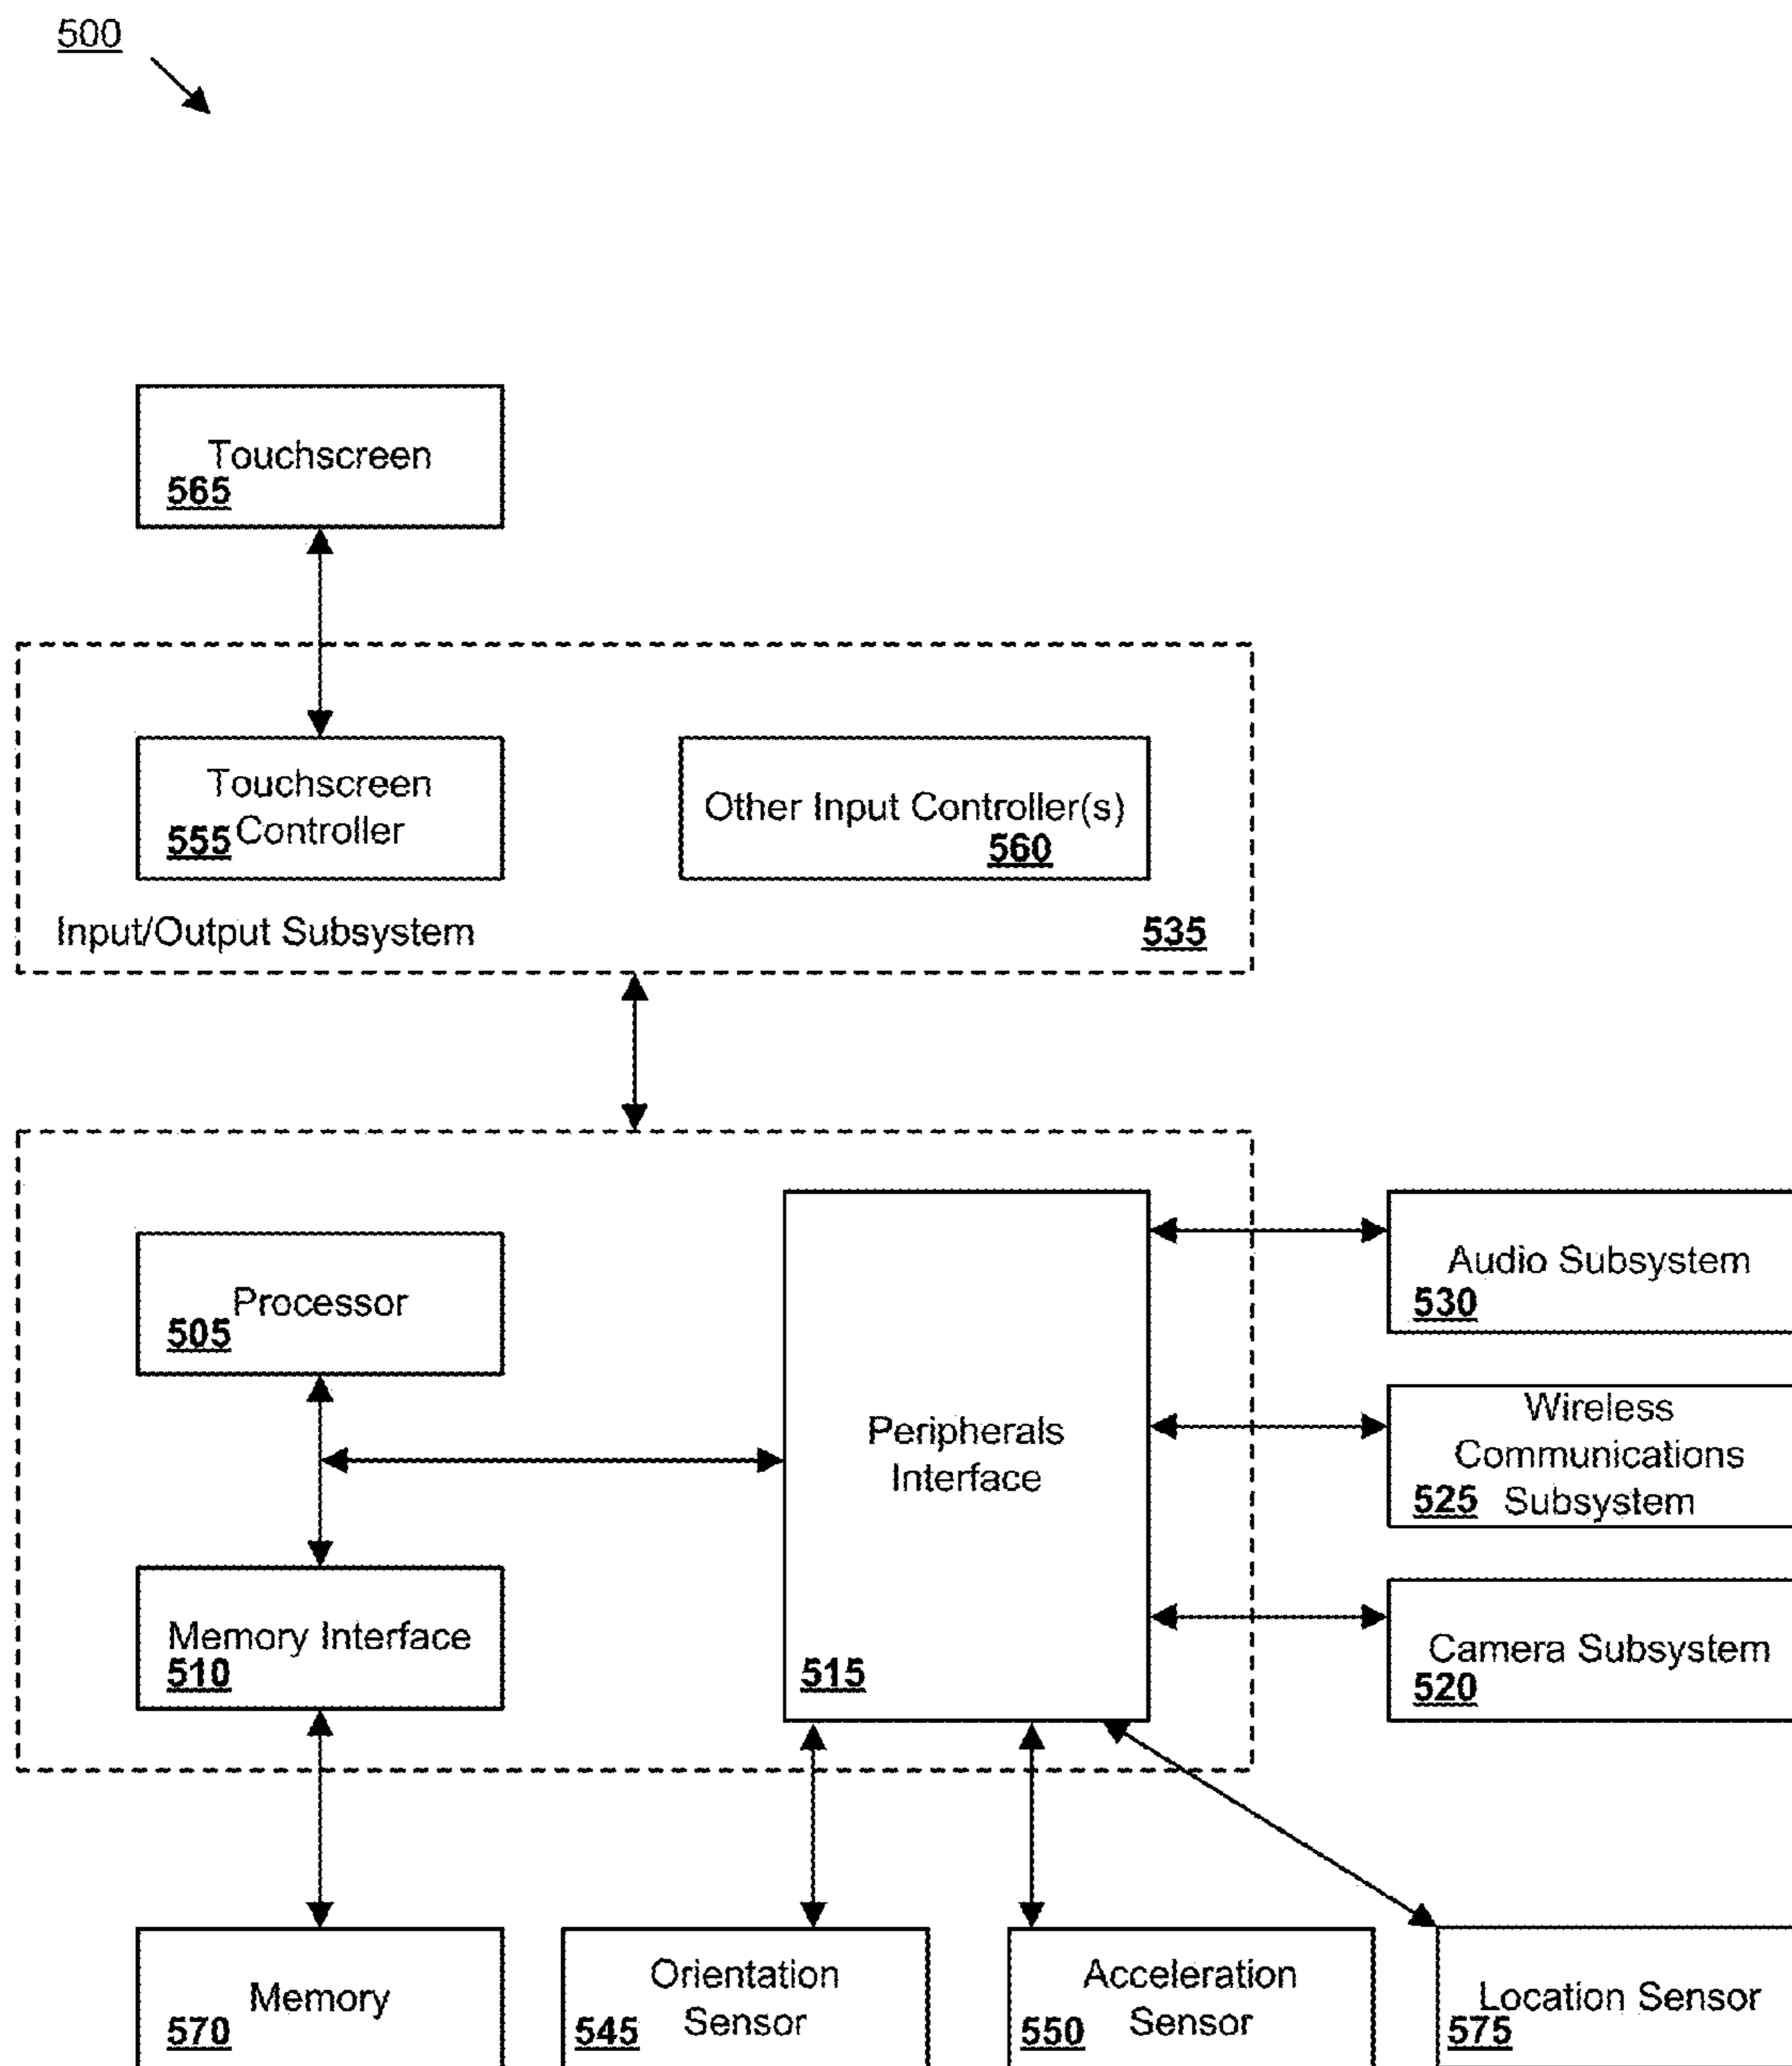 500
Touchscreen
565
Touchscreen
Controller
555
Other Input Controller(s)
560
Input/Output Subsystem
535
Processor
505
Peripherals
Interface
515
Memory Interface
510
Audio Subsystem
530
Wireless
Communications
Subsystem
525
Camera Subsystem
520
Memory
570
Orientation
Sensor
545
Acceleration
Sensor
550
Location Sensor
575